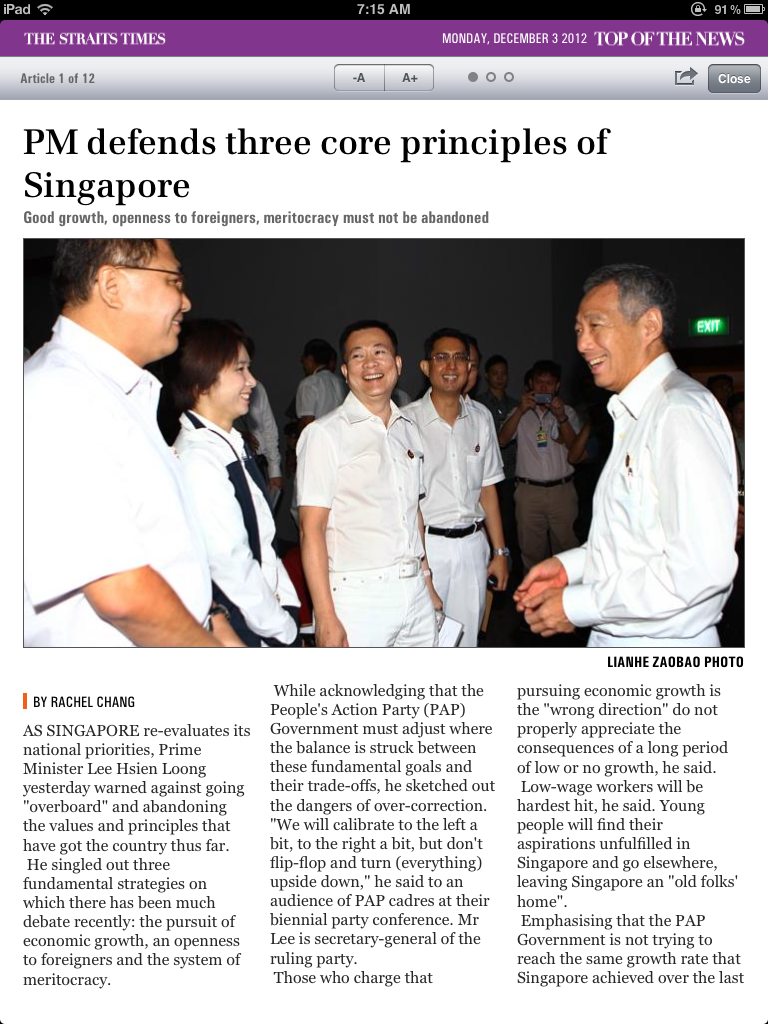 iPad 7:15 AM 91%
THE STRAITS TIMES MONDAY, DECEMBER 3 2012 TOP OF THE NEWS
Article 1 of 12 -A A+ Close
PM defends three core principles of
Singapore
Good growth, openness to foreigners, meritocracy must not be abandoned
EXIT
LIANHE ZAOBAO PHOTO
BY RACHEL CHANG
AS SINGAPORE re-evaluates its
national priorities, Prime
Minister Lee Hsien Loong
yesterday warned against going
"overboard" and abandoning
the values and principles that
have got the country thus far.
He singled out three
fundamental strategies on
which there has been much
debate recently: the pursuit of
economic growth, an openness
to foreigners and the system of
meritocracy.
While acknowledging that the
People's Action Party (PAP)
Government must adjust where
the balance is struck between
these fundamental goals and
their trade-offs, he sketched out
the dangers of over-correction.
"We will calibrate to the left a
bit, to the right a bit, but don't
flip-flop and turn (everything)
upside down," he said to an
audience of PAP cadres at their
biennial party conference. Mr
Lee is secretary-general of the
ruling party.
Those who charge that
pursuing economic growth is
the "wrong direction" do not
properly appreciate the
consequences of a long period
of low or no growth, he said.
Low-wage workers will be
hardest hit, he said. Young
people will find their
aspirations unfulfilled in
Singapore and go elsewhere,
leaving Singapore an "old folks'
home".
Emphasising that the PAP
Government is not trying to
reach the same growth rate that
Singapore achieved over the last